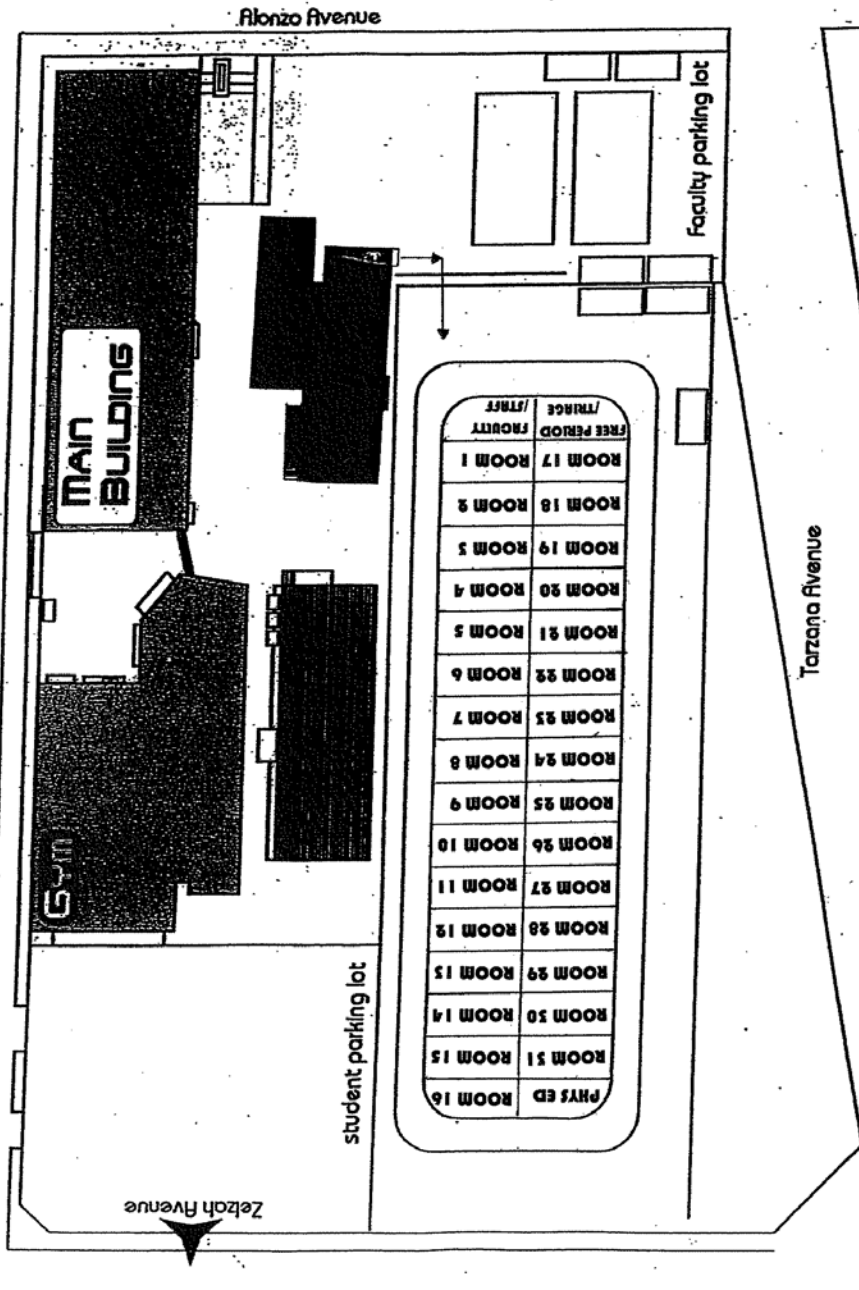 Alonzo Avenue
Faculty parking lot
MAIN
BUILDING
FACULTY
/STAFF
FREE PERIOD
/TRIAGE
ROOM 1 ROOM 17
ROOM 2 ROOM 18
ROOM 3 ROOM 19
ROOM 4 ROOM 20
ROOM 5 ROOM 21
ROOM 6 ROOM 22
ROOM 7 ROOM 23
ROOM 8 ROOM 24
ROOM 9 ROOM 25
ROOM 10 ROOM 26
ROOM 11 ROOM 27
ROOM 12 ROOM 28
ROOM 13 ROOM 29
ROOM 14 ROOM 30
ROOM 15 ROOM 31
ROOM 16 PHYS ED
Tarzana Avenue
GYM
student parking lot
Zelzah Avenue